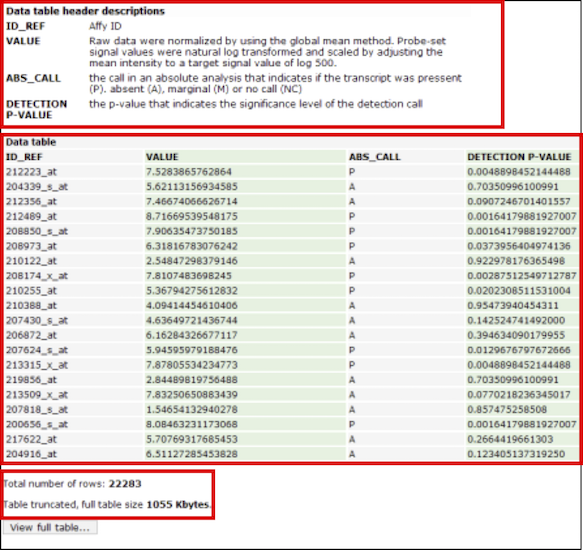 Data table header descriptions
ID_REF Affy ID
VALUE Raw data were normalized by using the global mean method. Probe-set
signal values were natural log transformed and scaled by adjusting the
mean intensity to a target signal value of log 500.
ABS_CALL the call in an absolute analysis that indicates if the transcript was pressent
(P). absent (A), marginal (M) or no call (NC)
DETECTION the p-value that indicates the significance level of the detection call
P-VALUE
Data table
ID_REF VALUE ABS_CALL DETECTION P-VALUE
212223_at 7.5283865762864 P 0.0048898452144488
204339_s_at 5.62113156934585 A 0.70350996100991
212356_at 7.46674066626714 A 0.0907246701401557
212489_at 8.71669539548175 P 0.00164179881927007
208850_s_at 7.90635473750185 P 0.00164179881927007
208973_at 6.31816783076242 P 0.0373956404974136
210122_at 2.54847298379146 A 0.922978176365498
208174_x_at 7.8107483698245 P 0.00287512549712787
210255_at 5.36794275612832 P 0.0202308511531004
210388_at 4.09414454610406 A 0.95473940454311
207430_s_at 4.63649721436744 A 0.142524741492000
206872_at 6.16284326677117 A 0.394634090179955
207624_s_at 5.94595979188476 P 0.0129676797672666
213315_x_at 7.87805534234773 P 0.0048898452144488
219856_at 2.84489819756488 A 0.70350996100991
213509_x_at 7.83250650883439 A 0.0770218236345017
207818_s_at 1.54654132940278 A 0.857475258508
200656_s_at 8.08463231173068 P 0.00164179881927007
217622_at 5.70769317685453 A 0.2664419661303
204916_at 6.51127285453828 A 0.123405137319250
Total number of rows: 22283
Table truncated, full table size 1055 Kbytes.
View full table...